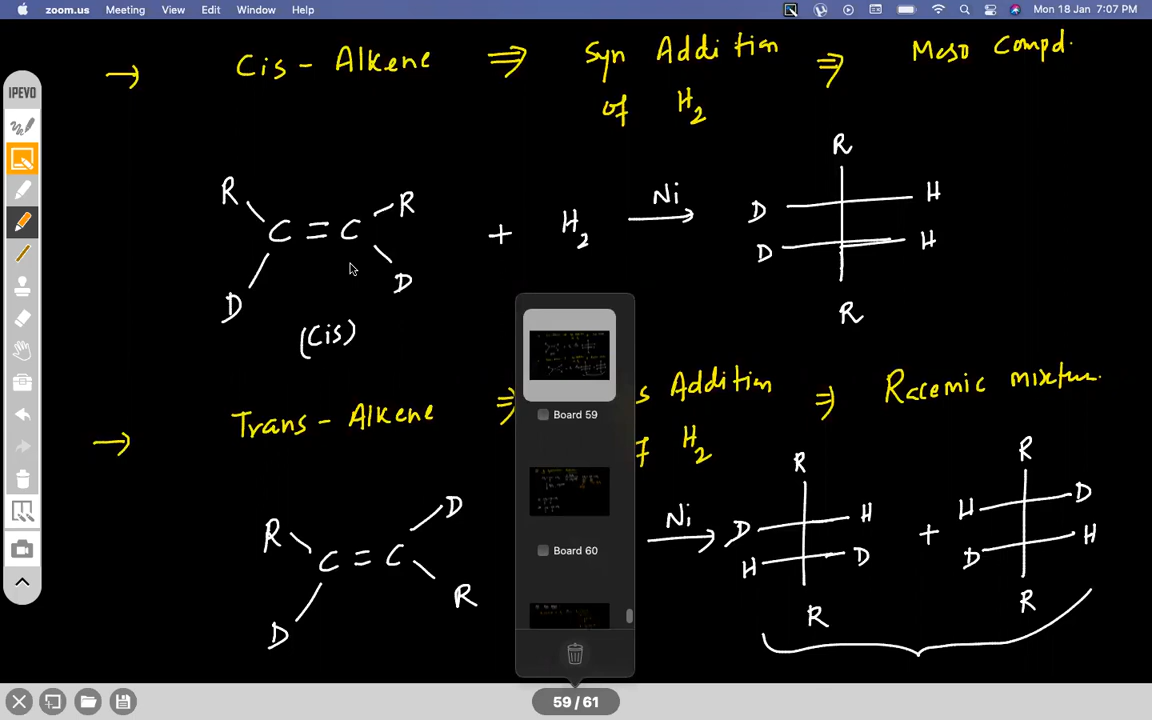 zoom.us Meeting View Edit Window Help Mon 18 Jan 7:07 PM
IPEVO
→ Cis - Alkene ⇒ Syn Addition ⇒ Meso Compd.
of H2
R R
C = C + H2 Ni →
D D
(Cis)
R
D H
D H
R
→ Trans - Alkene ⇒ s Addition ⇒ Racemic mixture.
H2
R D
C = C
D R
Ni →
R
D H
H D
R
+
R
H D
D H
R
Board 59
Board 60
59 / 61